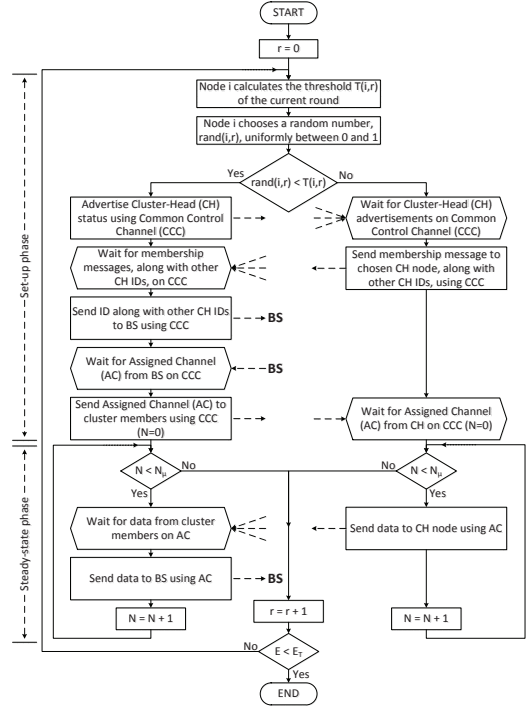 START
r = 0
Node i calculates the threshold T(i,r)
of the current round
Node i chooses a random number,
rand(i,r), uniformly between 0 and 1
Yes
rand(i,r) < T(i,r)
No
Set-up phase
Advertise Cluster-Head (CH)
status using Common Control
Channel (CCC)
Wait for Cluster-Head (CH)
advertisements on Common
Control Channel (CCC)
Wait for membership
messages, along with other
CH IDs, on CCC
Send membership message to
chosen CH node, along with
other CH IDs, using CCC
Send ID along with other CH IDs
to BS using CCC
BS
Wait for Assigned Channel
(AC) from BS on CCC
BS
Send Assigned Channel (AC) to
cluster members using CCC
(N=0)
Wait for Assigned Channel
(AC) from CH on CCC (N=0)
Steady-state phase
N < Nμ
No
No
N < Nμ
Yes
Yes
Wait for data from cluster
members on AC
Send data to CH node using AC
Send data to BS using AC
BS
N = N + 1
r = r + 1
N = N + 1
No
E < ET
Yes
END